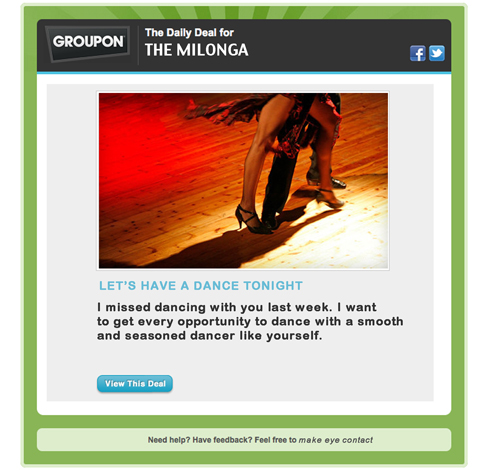 GROUPON
The Daily Deal for
THE MILONGA
LET'S HAVE A DANCE TONIGHT
I missed dancing with you last week. I want
to get every opportunity to dance with a smooth
and seasoned dancer like yourself.
View This Deal
Need help? Have feedback? Feel free to make eye contact